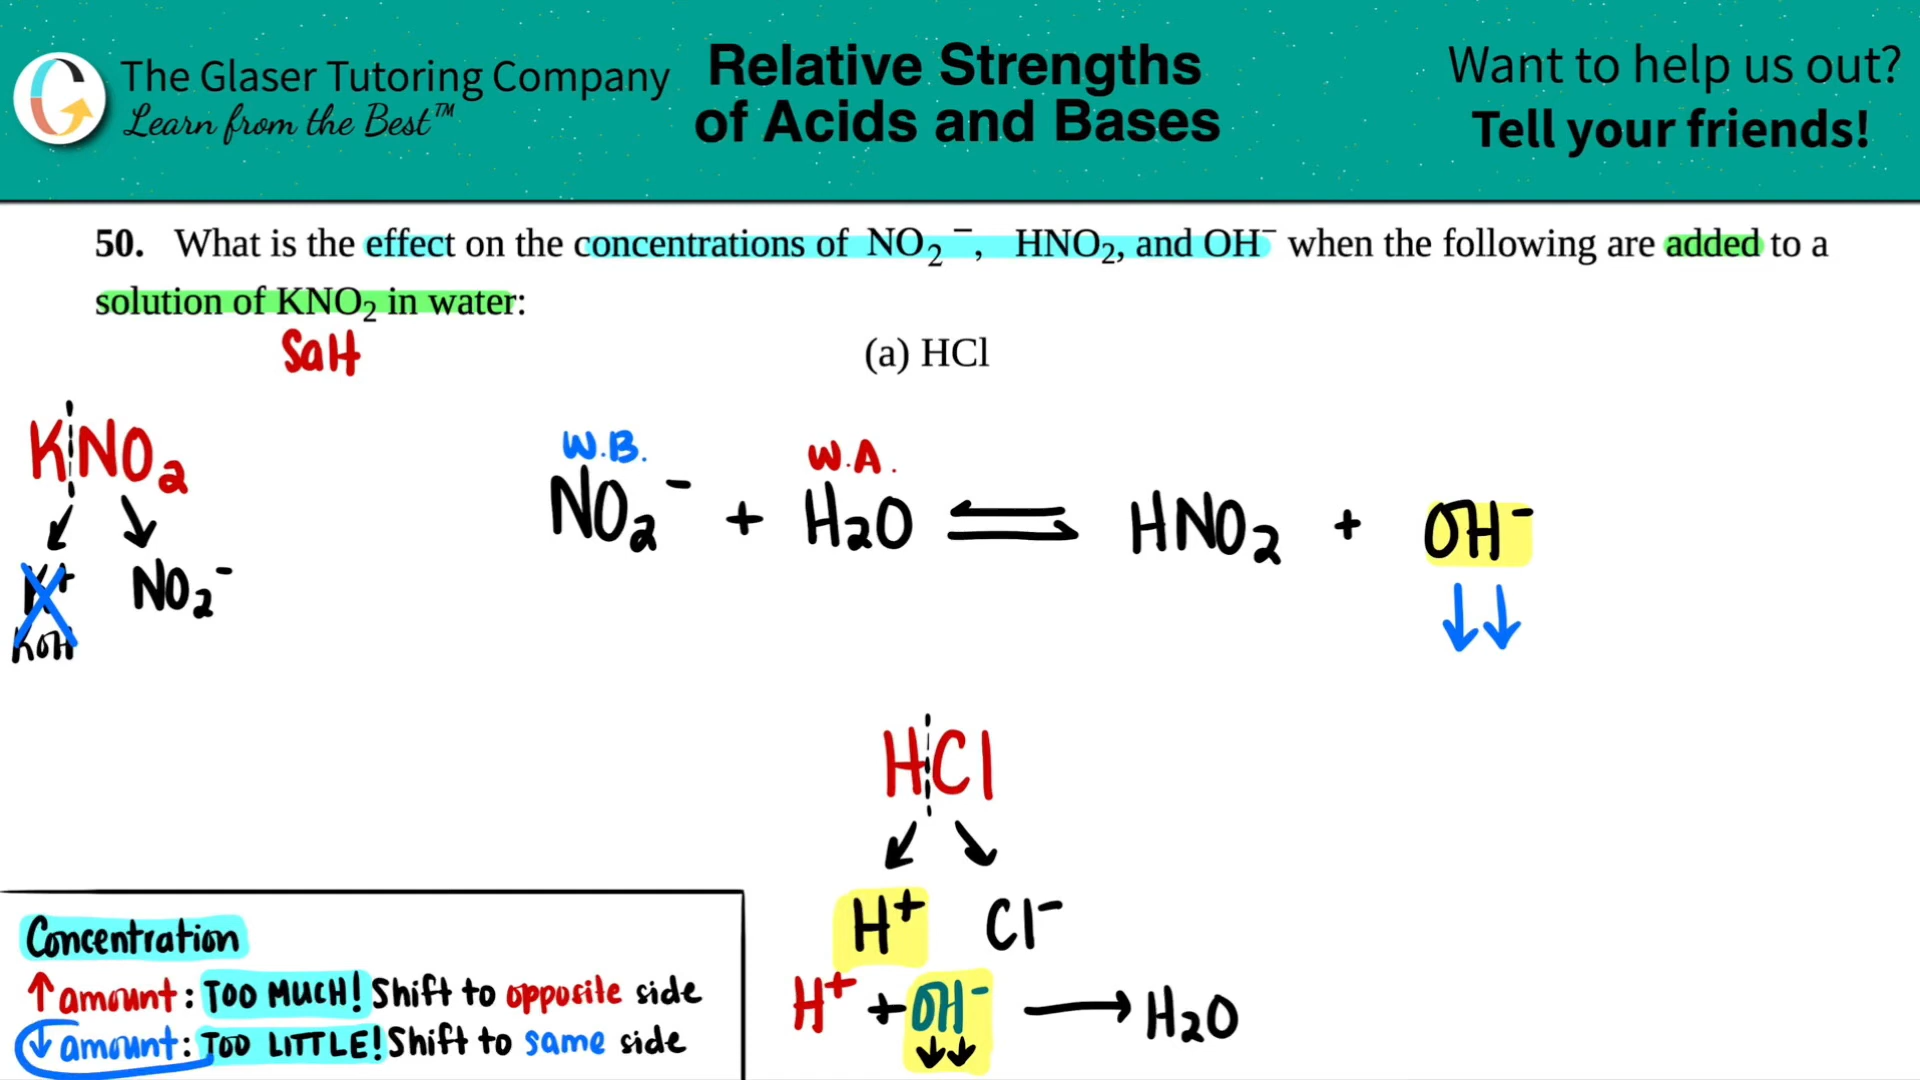 The Glaser Tutoring Company
Learn from the Best™
Relative Strengths
of Acids and Bases
Want to help us out?
Tell your friends!
50. What is the effect on the concentrations of NO₂⁻, HNO₂, and OH⁻ when the following are added to a
solution of KNO₂ in water:
Salt
(a) HCl
KNO₂
K⁺ NO₂⁻
KOH
W.B. W.A.
NO₂⁻ + H₂O ⇌ HNO₂ + OH⁻
↓↓
HCl
H⁺ Cl⁻
H⁺ + OH⁻ → H₂O
↓↓
Concentration
↑ amount: TOO MUCH! Shift to opposite side
↓ amount: TOO LITTLE! Shift to same side